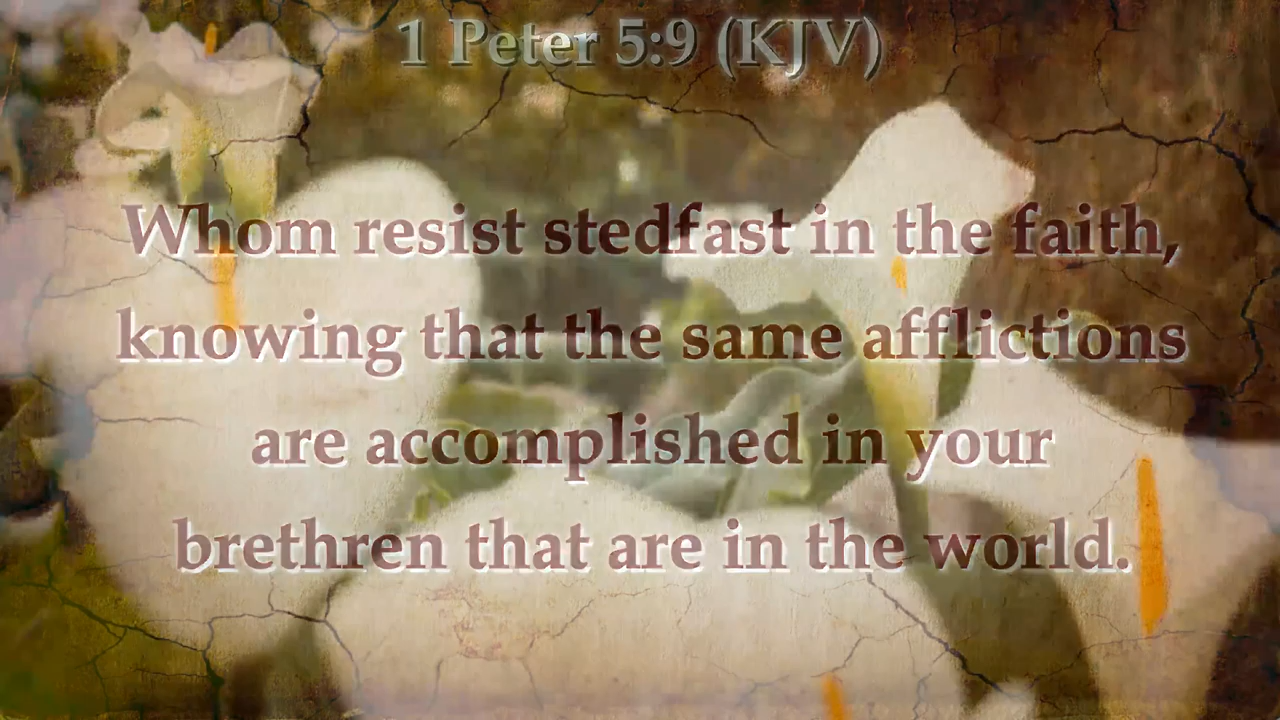 1 Peter 5:9 (KJV)
Whom resist stedfast in the faith,
knowing that the same afflictions
are accomplished in your
brethren that are in the world.